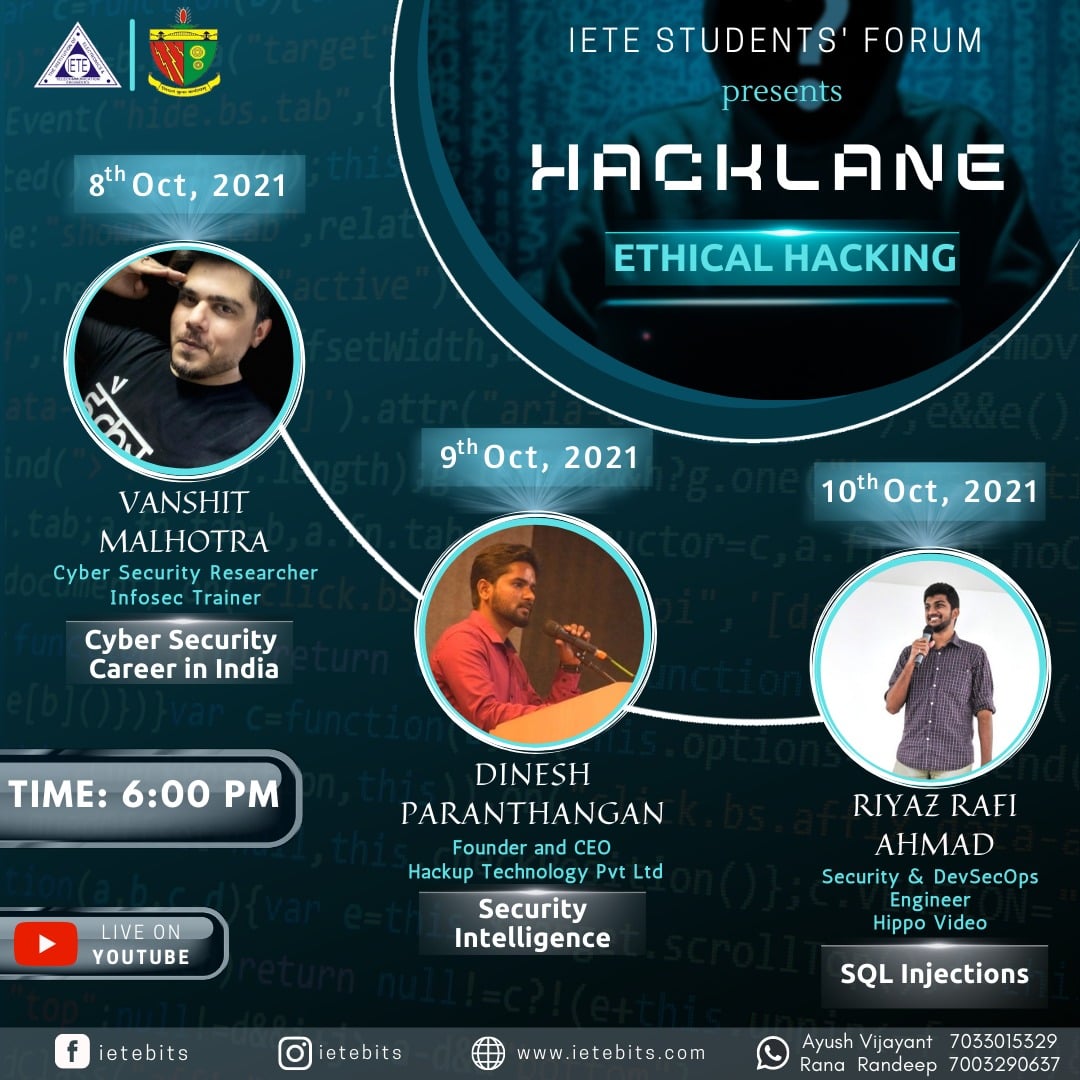 IETE
IETE STUDENTS' FORUM
presents
HACKLANE
ETHICAL HACKING
8th Oct, 2021
VANSHIT
MALHOTRA
Cyber Security Researcher
Infosec Trainer
Cyber Security
Career in India
9th Oct, 2021
DINESH
PARANTHANGAN
Founder and CEO
Hackup Technology Pvt Ltd
Security
Intelligence
10th Oct, 2021
RIYAZ RAFI
AHMAD
Security & DevSecOps
Engineer
Hippo Video
SQL Injections
TIME: 6:00 PM
LIVE ON
YOUTUBE
ietebits
ietebits
www.ietebits.com
Ayush Vijayant 7033015329
Rana Randeep 7003290637